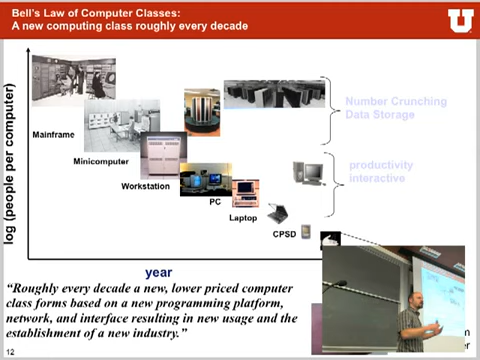 Bell's Law of Computer Classes:
A new computing class roughly every decade
U
log (people per computer)
Number Crunching
Data Storage
Mainframe
Minicomputer
productivity
interactive
Workstation
PC
Laptop
CPSD
year
“Roughly every decade a new, lower priced computer
class forms based on a new programming platform,
network, and interface resulting in new usage and the
establishment of a new industry.”
12